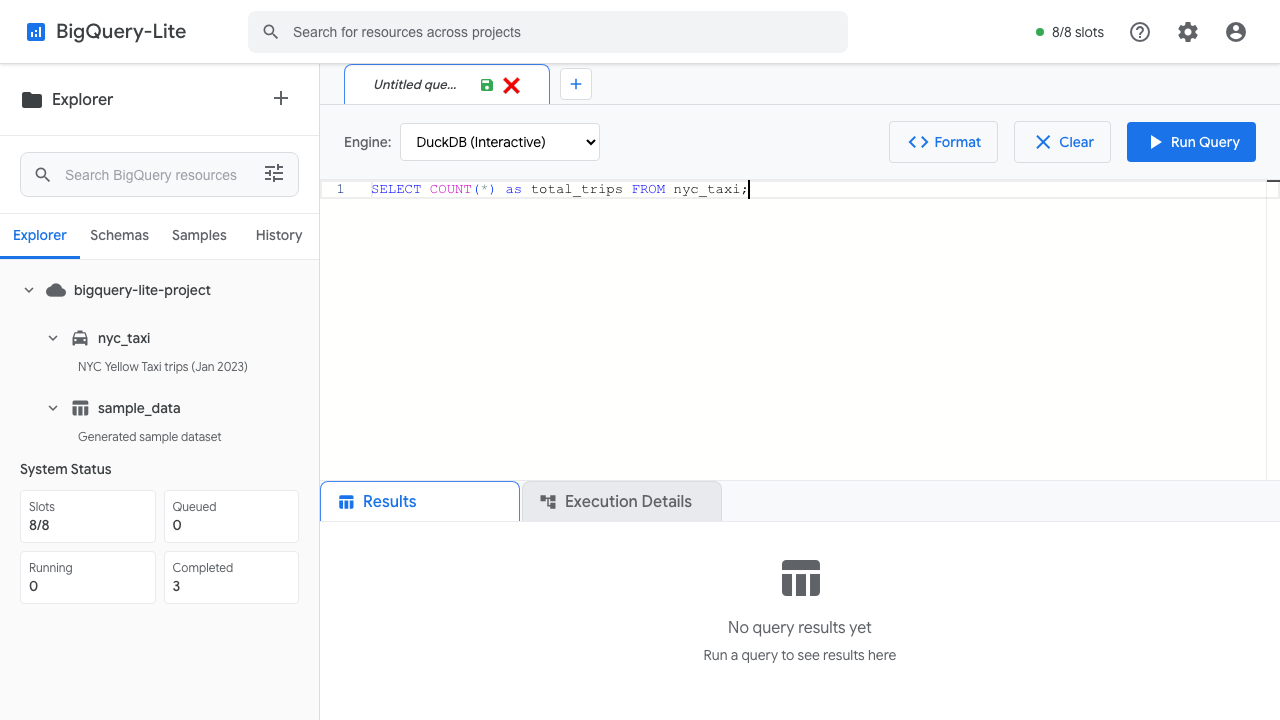 BigQuery-Lite
Search for resources across projects
8/8 slots
Explorer
Untitled que...
Engine:
DuckDB (Interactive)
Format
Clear
Run Query
Search BigQuery resources
1 SELECT COUNT(*) as total_trips FROM nyc_taxi;
Explorer
Schemas
Samples
History
bigquery-lite-project
nyc_taxi
NYC Yellow Taxi trips (Jan 2023)
sample_data
Generated sample dataset
System Status
Slots
8/8
Queued
0
Running
0
Completed
3
Results
Execution Details
No query results yet
Run a query to see results here